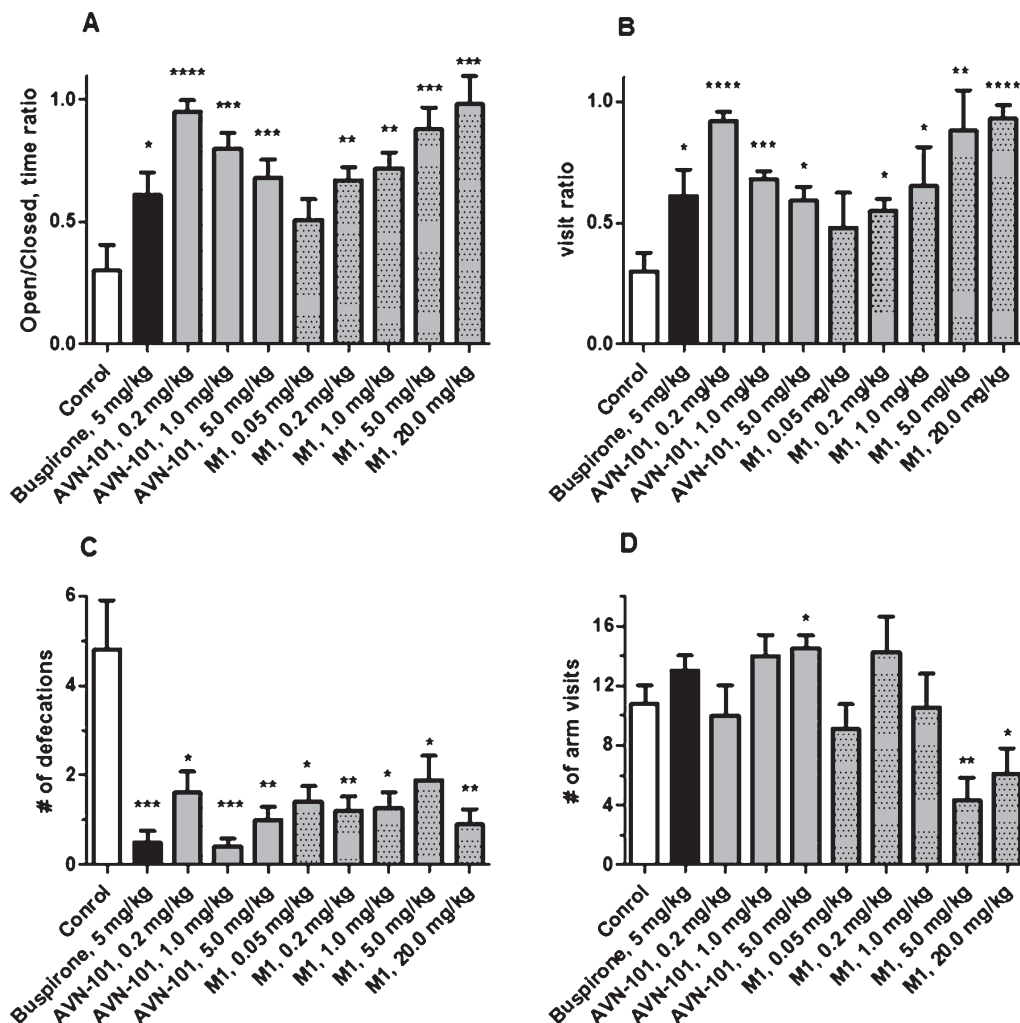 A
Open/Closed, time ratio
1.0
0.5
0.0
*
****
***
***
**
**
***
***
Conrol
Buspirone, 5 mg/kg
AVN-101, 0.2 mg/kg
AVN-101, 1.0 mg/kg
AVN-101, 5.0 mg/kg
M1, 0.05 mg/kg
M1, 0.2 mg/kg
M1, 1.0 mg/kg
M1, 5.0 mg/kg
M1, 20.0 mg/kg
B
visit ratio
1.0
0.5
0.0
*
****
***
*
*
*
**
****
Conrol
Buspirone, 5 mg/kg
AVN-101, 0.2 mg/kg
AVN-101, 1.0 mg/kg
AVN-101, 5.0 mg/kg
M1, 0.05 mg/kg
M1, 0.2 mg/kg
M1, 1.0 mg/kg
M1, 5.0 mg/kg
M1, 20.0 mg/kg
C
# of defecations
6
4
2
0
***
*
***
**
*
**
*
*
**
Conrol
Buspirone, 5 mg/kg
AVN-101, 0.2 mg/kg
AVN-101, 1.0 mg/kg
AVN-101, 5.0 mg/kg
M1, 0.05 mg/kg
M1, 0.2 mg/kg
M1, 1.0 mg/kg
M1, 5.0 mg/kg
M1, 20.0 mg/kg
D
# of arm visits
16
12
8
4
0
*
**
*
Conrol
Buspirone, 5 mg/kg
AVN-101, 0.2 mg/kg
AVN-101, 1.0 mg/kg
AVN-101, 5.0 mg/kg
M1, 0.05 mg/kg
M1, 0.2 mg/kg
M1, 1.0 mg/kg
M1, 5.0 mg/kg
M1, 20.0 mg/kg